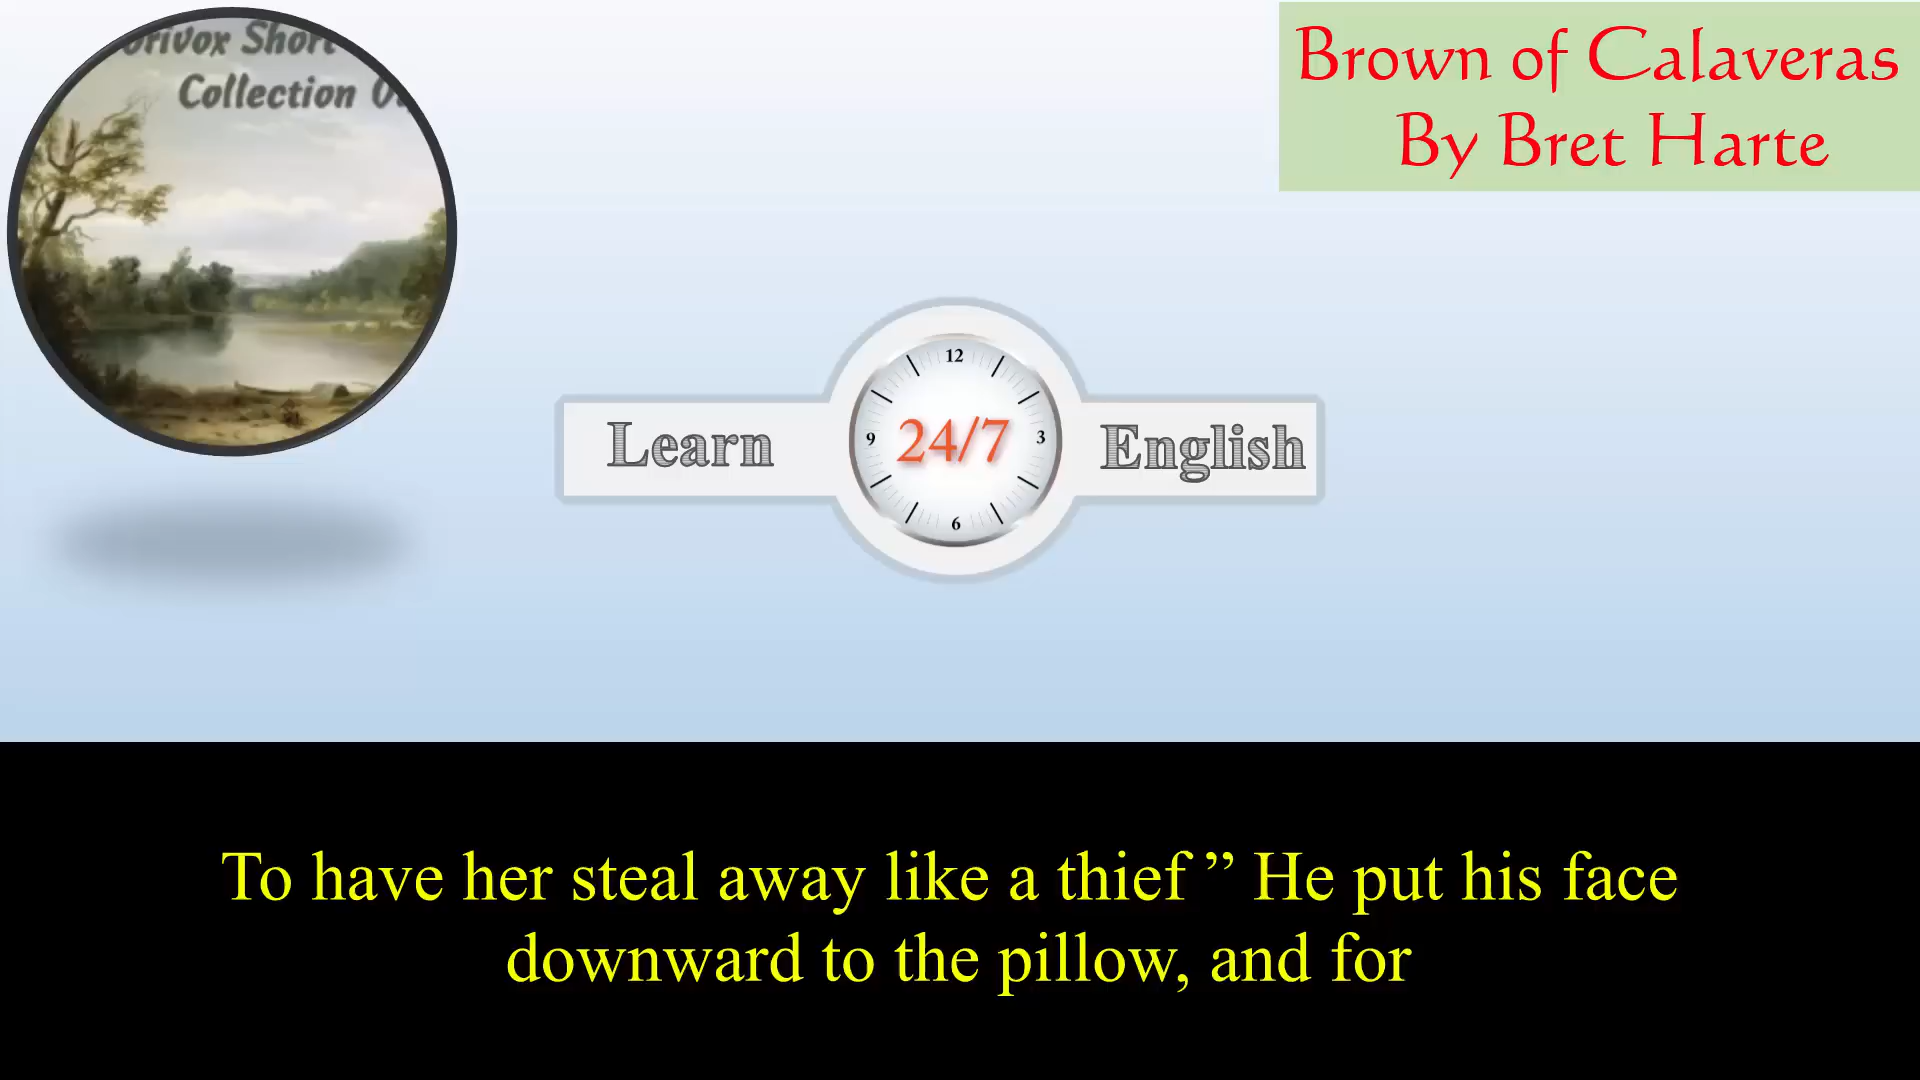 Short
Collection
Brown of Calaveras
By Bret Harte
12
9
24/7
3
6
Learn
English
To have her steal away like a thief ” He put his face
downward to the pillow, and for